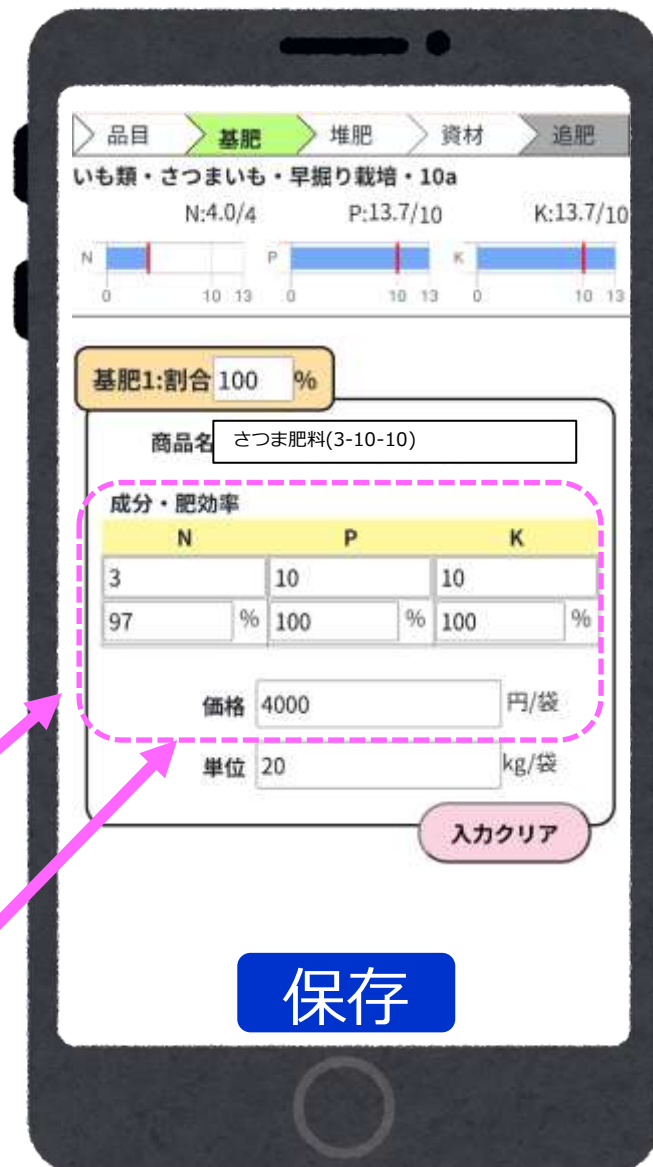 品目 基肥 堆肥 資材 追肥
いも類・さつまいも・早掘り栽培・10a
N:4.0/4 P:13.7/10 K:13.7/10
N P K
0 10 13 0 10 13 0 10 13
基肥1:割合 100 %
商品名 さつま肥料(3-10-10)
成分・肥効率
N P K
3 10 10
97 % 100 % 100 %
価格 4000 円/袋
単位 20 kg/袋
入力クリア
保存